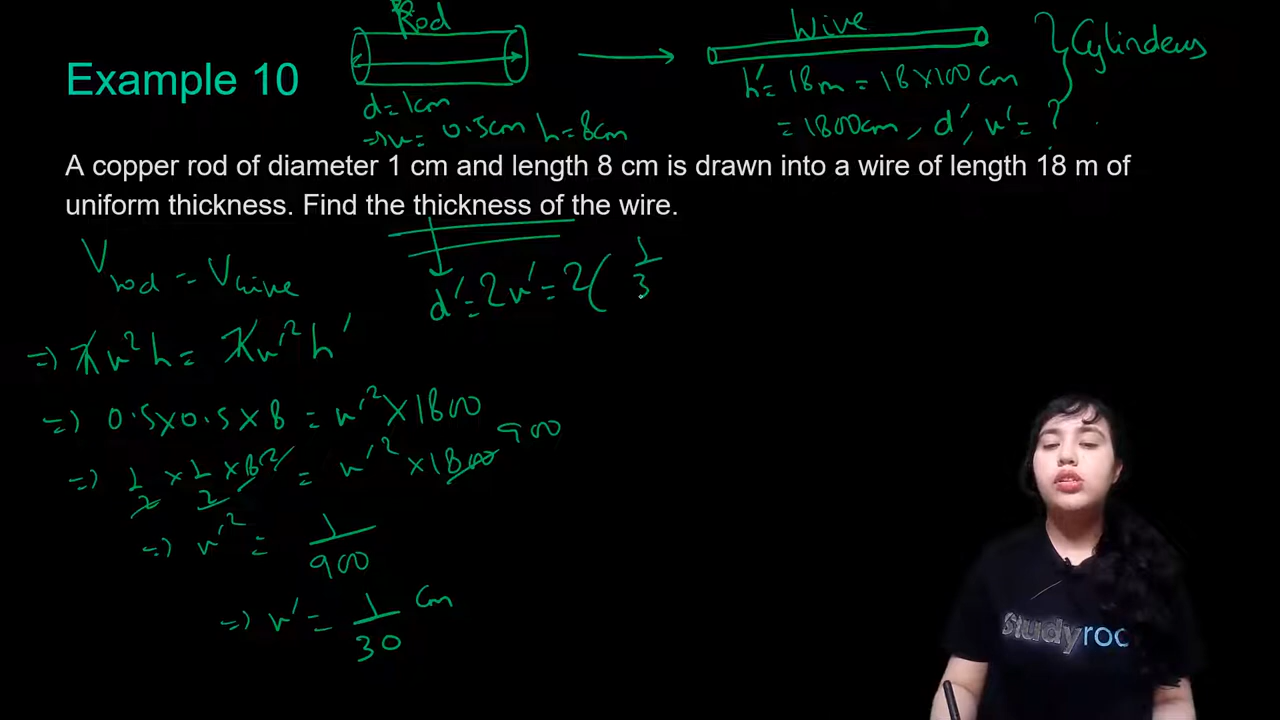 Rod
Wire
Cylinders
Example 10
d=1cm
⇒ r = 0.5cm h=8cm
h'=18m = 18×100 cm
= 1800cm, d', r' = ?
A copper rod of diameter 1 cm and length 8 cm is drawn into a wire of length 18 m of
uniform thickness. Find the thickness of the wire.
V rod = V wire
d' = 2r' = 2( 1/3
⇒ πr²h = πr'²h'
⇒ 0.5×0.5×8 = r'²×1800
⇒ 1/2 × 1/2 × 8 2 = r'² × 1800 900
⇒ r'² = 1/900
⇒ r' = 1/30 cm
Studyroc